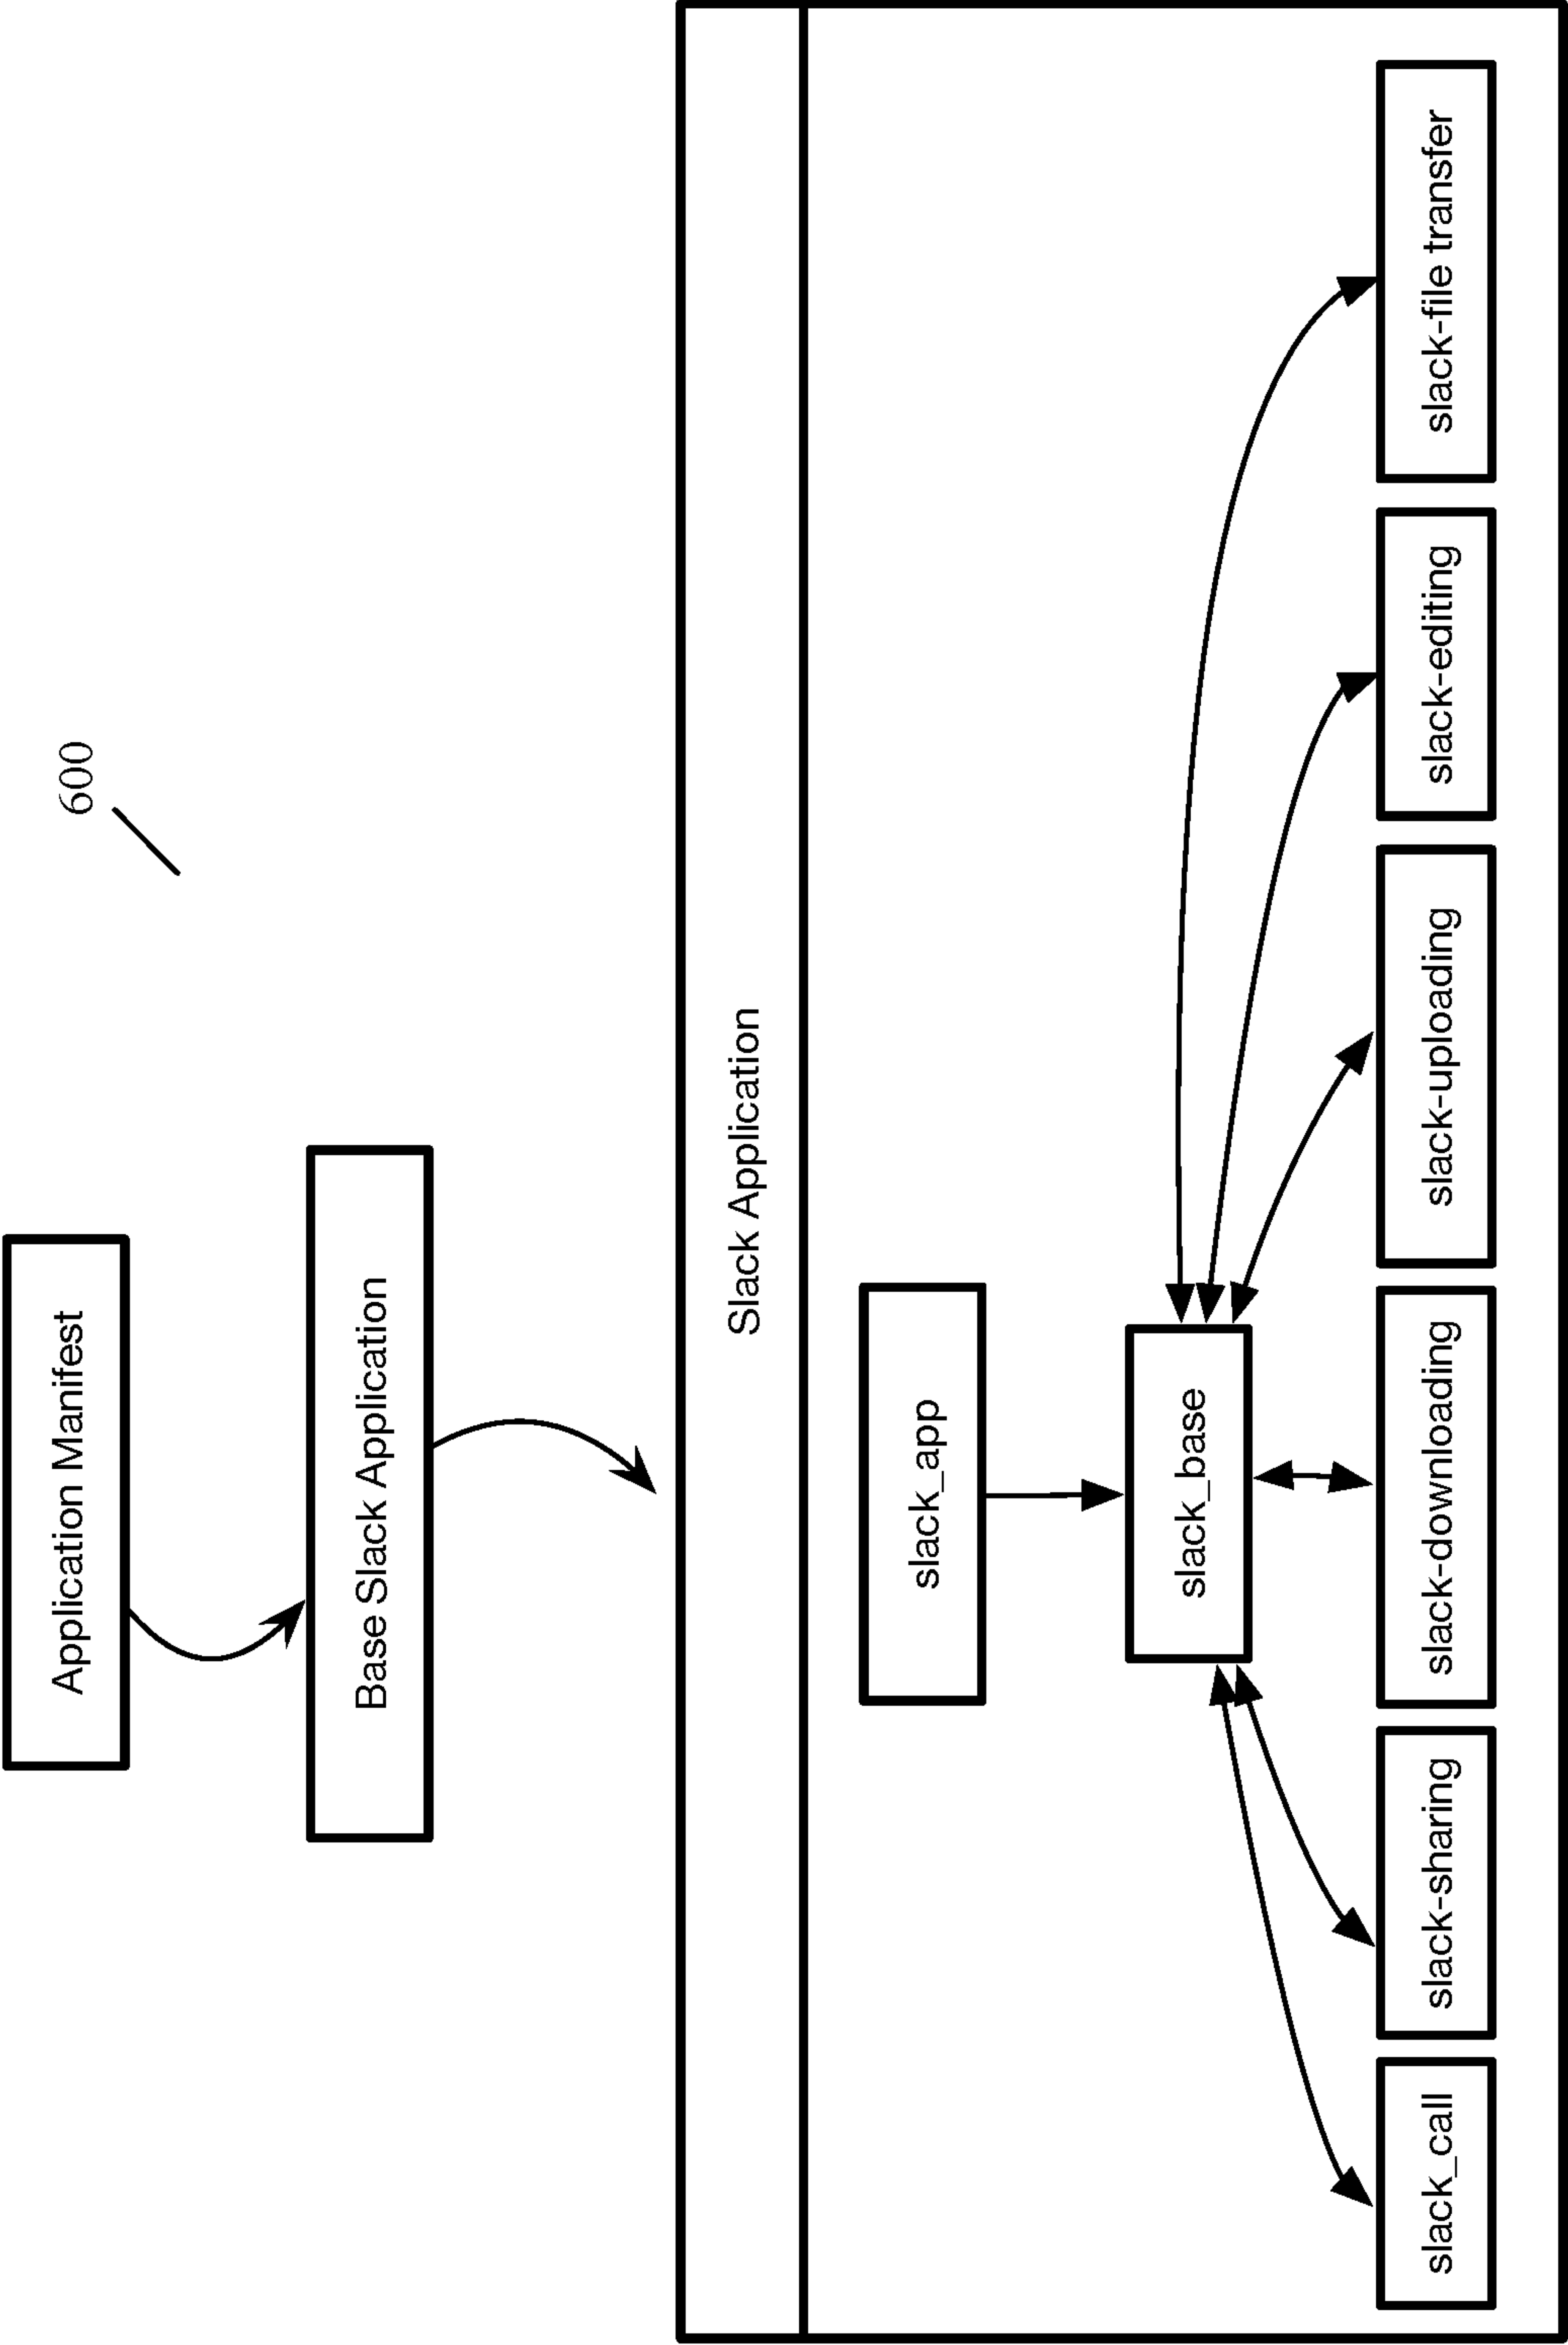 600
Application Manifest
Base Slack Application
Slack Application
slack_app
slack_base
slack_call
slack-sharing
slack-downloading
slack-uploading
slack-editing
slack-file transfer